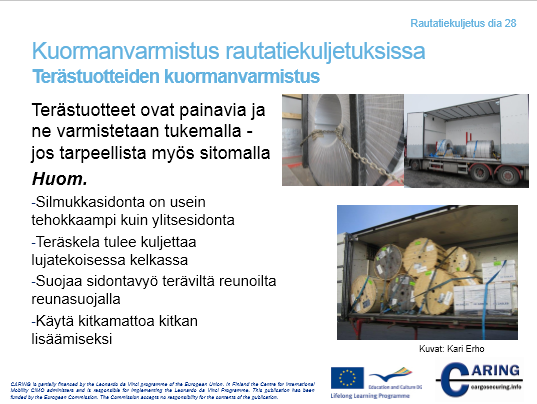 Rautatiekuljetus dia 28
Kuormanvarmistus rautatiekuljetuksissa
Terästuotteiden kuormanvarmistus
Terästuotteet ovat painavia ja
ne varmistetaan tukemalla -
jos tarpeellista myös sitomalla
Huom.
-Silmukkasidonta on usein
tehokkaampi kuin ylitsesidonta
-Teräskela tulee kuljettaa
lujatekoisessa kelkassa
-Suojaa sidontavyö teräviltä reunoilta
reunasuojalla
-Käytä kitkamattoa kitkan
lisäämiseksi
Kuvat: Kari Erho
CARING is partially financed by the Leonardo da Vinci programme of the European Union. In Finland the Centre for International
Mobility CIMO administers and is responsible for implementing the Leonardo da Vinci Programme. This publication has been
funded by the European Commission. The Commission accepts no responsibility for the contents of the publication.
Education and Culture DG
Lifelong Learning Programme
CARING
cargosecuring.info